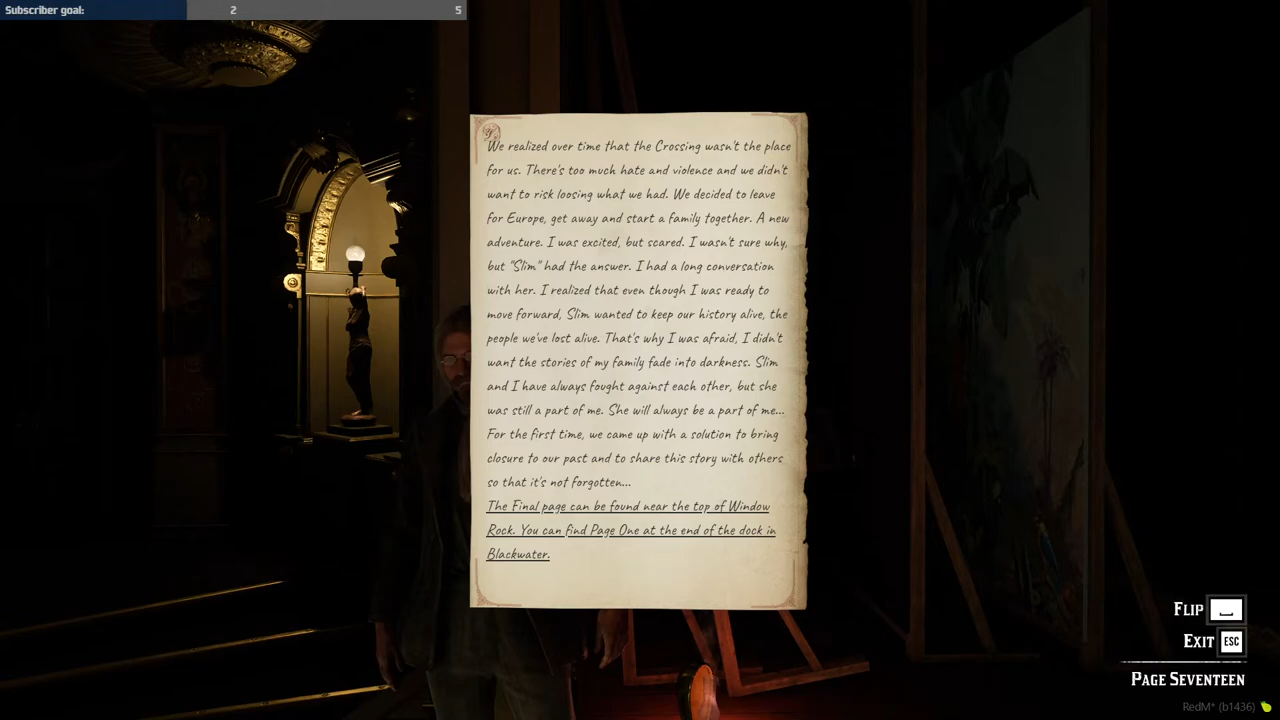 Subscriber goal: 2 5
We realized over time that the Crossing wasn't the place
for us. There's too much hate and violence and we didn't
want to risk loosing what we had. We decided to leave
for Europe, get away and start a family together. A new
adventure. I was excited, but scared. I wasn't sure why,
but "Slim" had the answer. I had a long conversation
with her. I realized that even though I was ready to
move forward, Slim wanted to keep our history alive, the
people we've lost alive. That's why I was afraid, I didn't
want the stories of my family fade into darkness. Slim
and I have always fought against each other, but she
was still a part of me. She will always be a part of me...
For the first time, we came up with a solution to bring
closure to our past and to share this story with others
so that it's not forgotten...
The Final page can be found near the top of Window
Rock. You can find Page One at the end of the dock in
Blackwater.
FLIP
EXIT ESC
PAGE SEVENTEEN
RedM* (b1436)